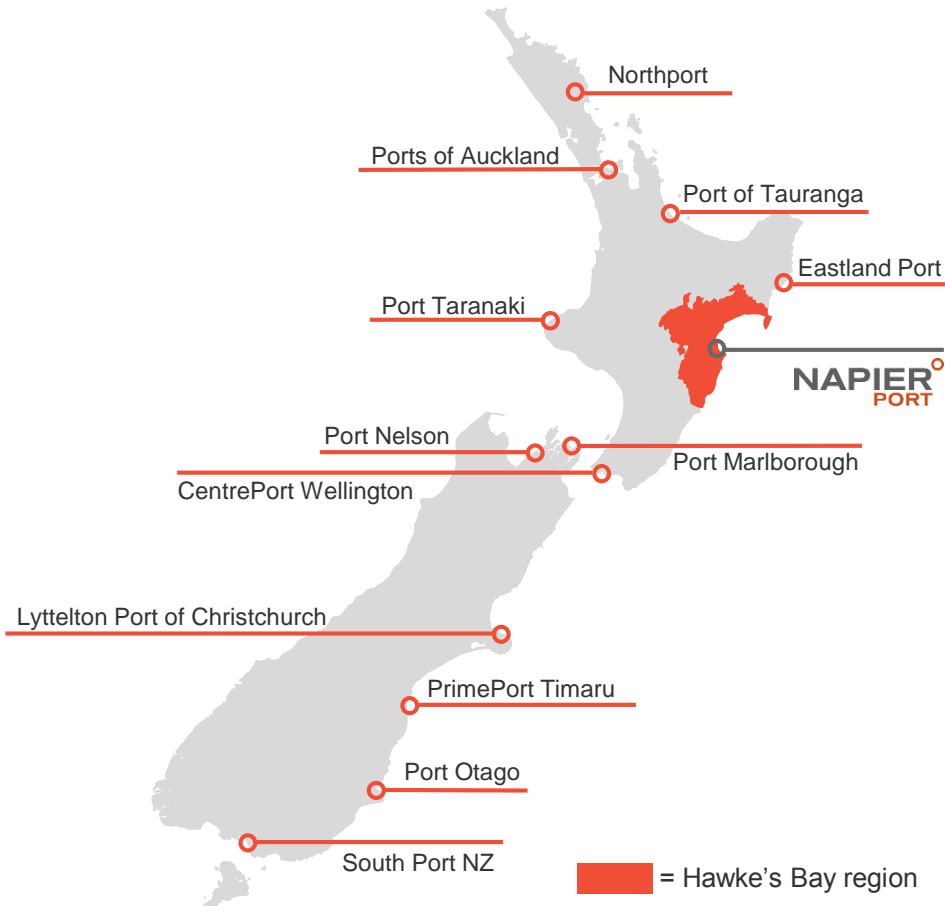 Northport
Ports of Auckland
Port of Tauranga
Eastland Port
Port Taranaki
NAPIER
PORT
Port Nelson
Port Marlborough
CentrePort Wellington
Lyttelton Port of Christchurch
PrimePort Timaru
Port Otago
South Port NZ
= Hawke's Bay region